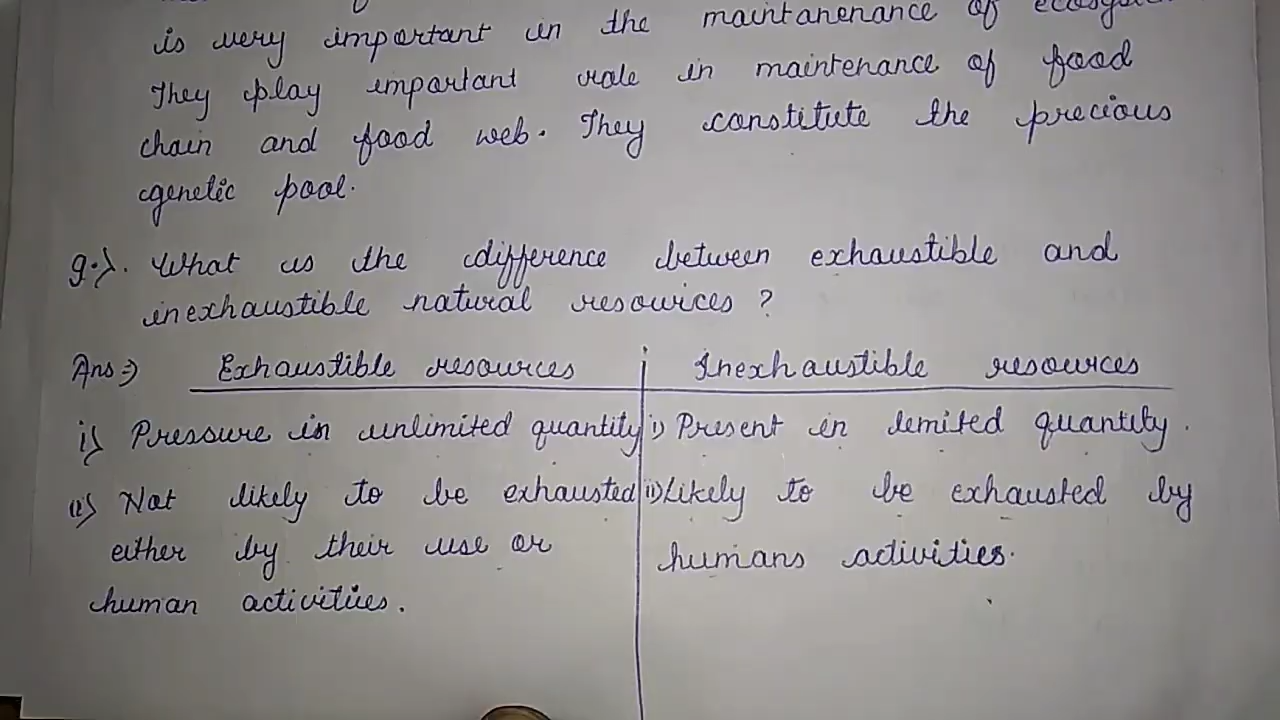 is very important in the maintanenance of
They play important role in maintenance of food
chain and food web. They constitute the precious
genetic pool.
9.). What is the difference between exhaustible and
inexhaustible natural resources ?
Ans ⇒) Exhaustible resources Inexhaustible resources
i) Pressure in unlimited quantity i) Present in limited quantity.
ii) Not likely to be exhausted ii) Likely to be exhausted by
either by their use or humans activities.
human activities.